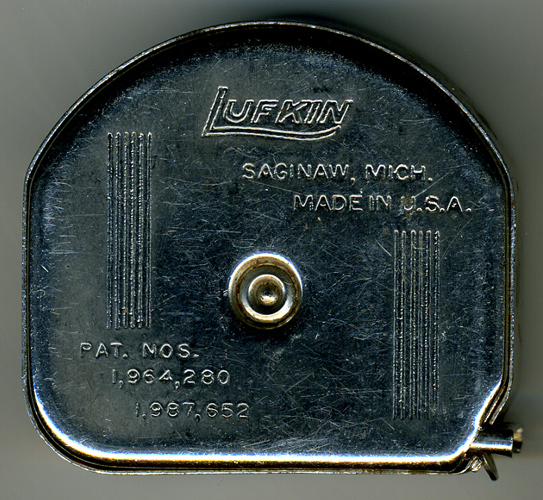 LUFKIN
SAGINAW, MICH.
MADE IN U.S.A.
PAT. NOS.
1,964,280
1,987,652